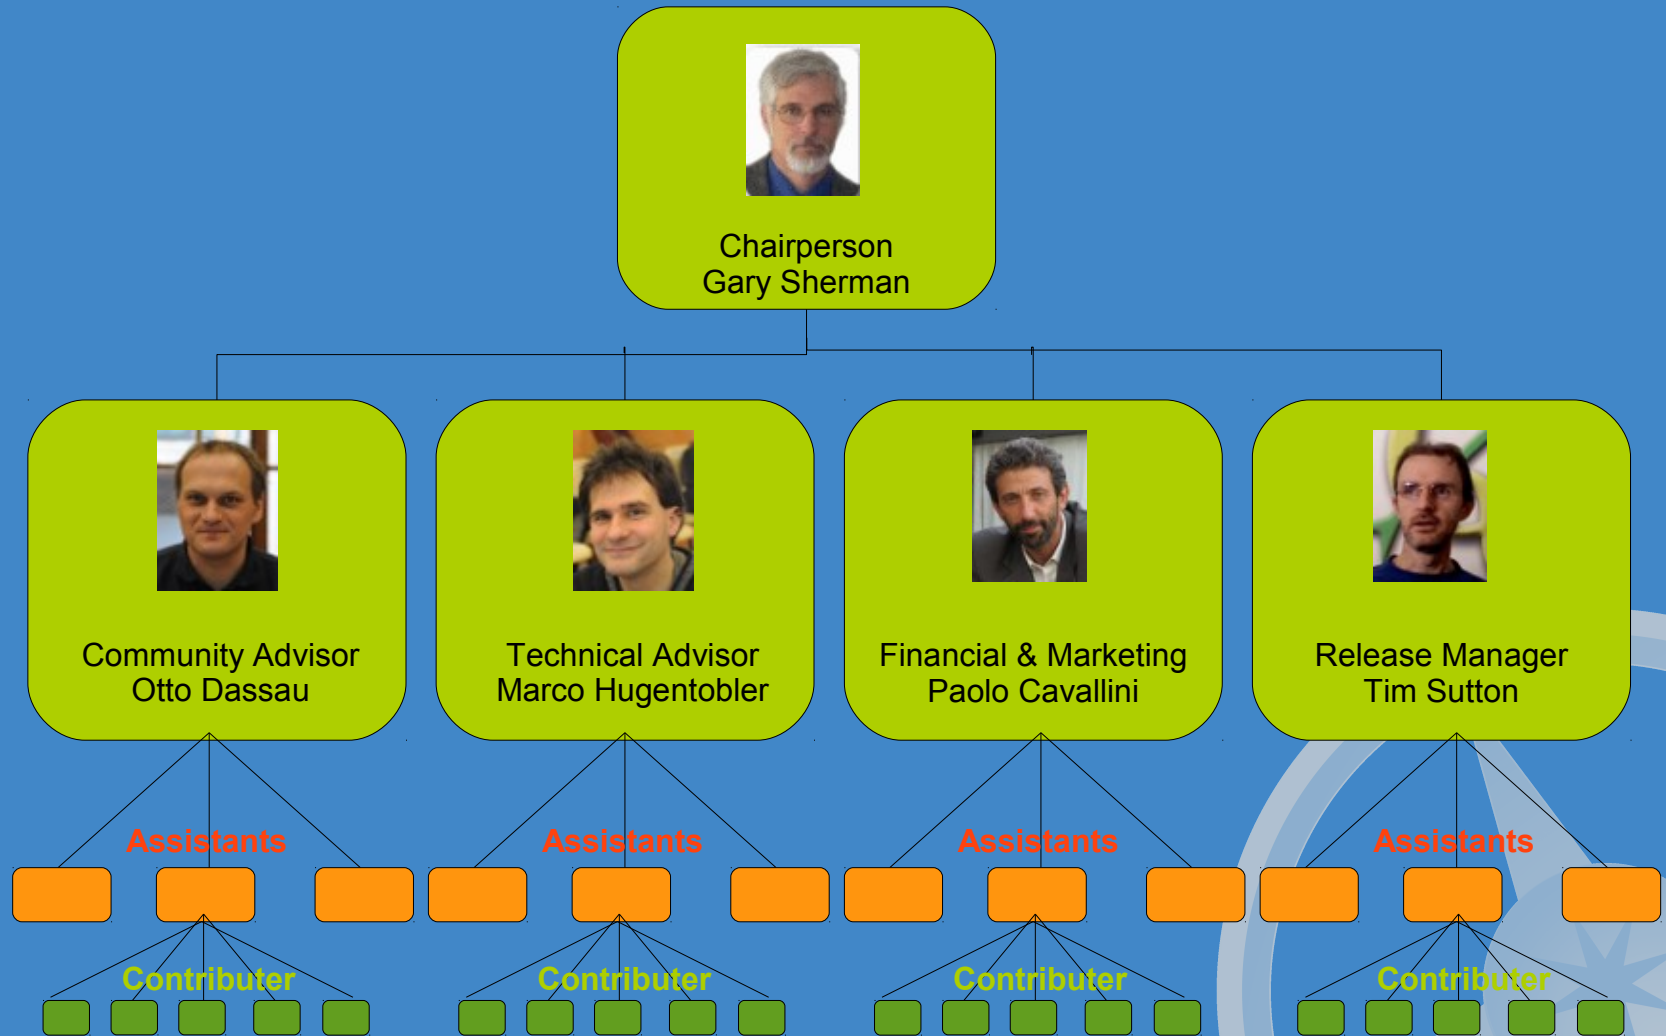 Chairperson
Gary Sherman
Community Advisor
Otto Dassau
Technical Advisor
Marco Hugentobler
Financial & Marketing
Paolo Cavallini
Release Manager
Tim Sutton
Assistants
Assistants
Assistants
Assistants
Contributer
Contributer
Contributer
Contributer